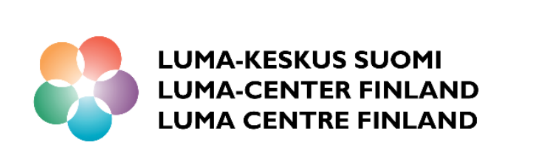 LUMA-KESKUS SUOMI
LUMA-CENTER FINLAND
LUMA CENTRE FINLAND